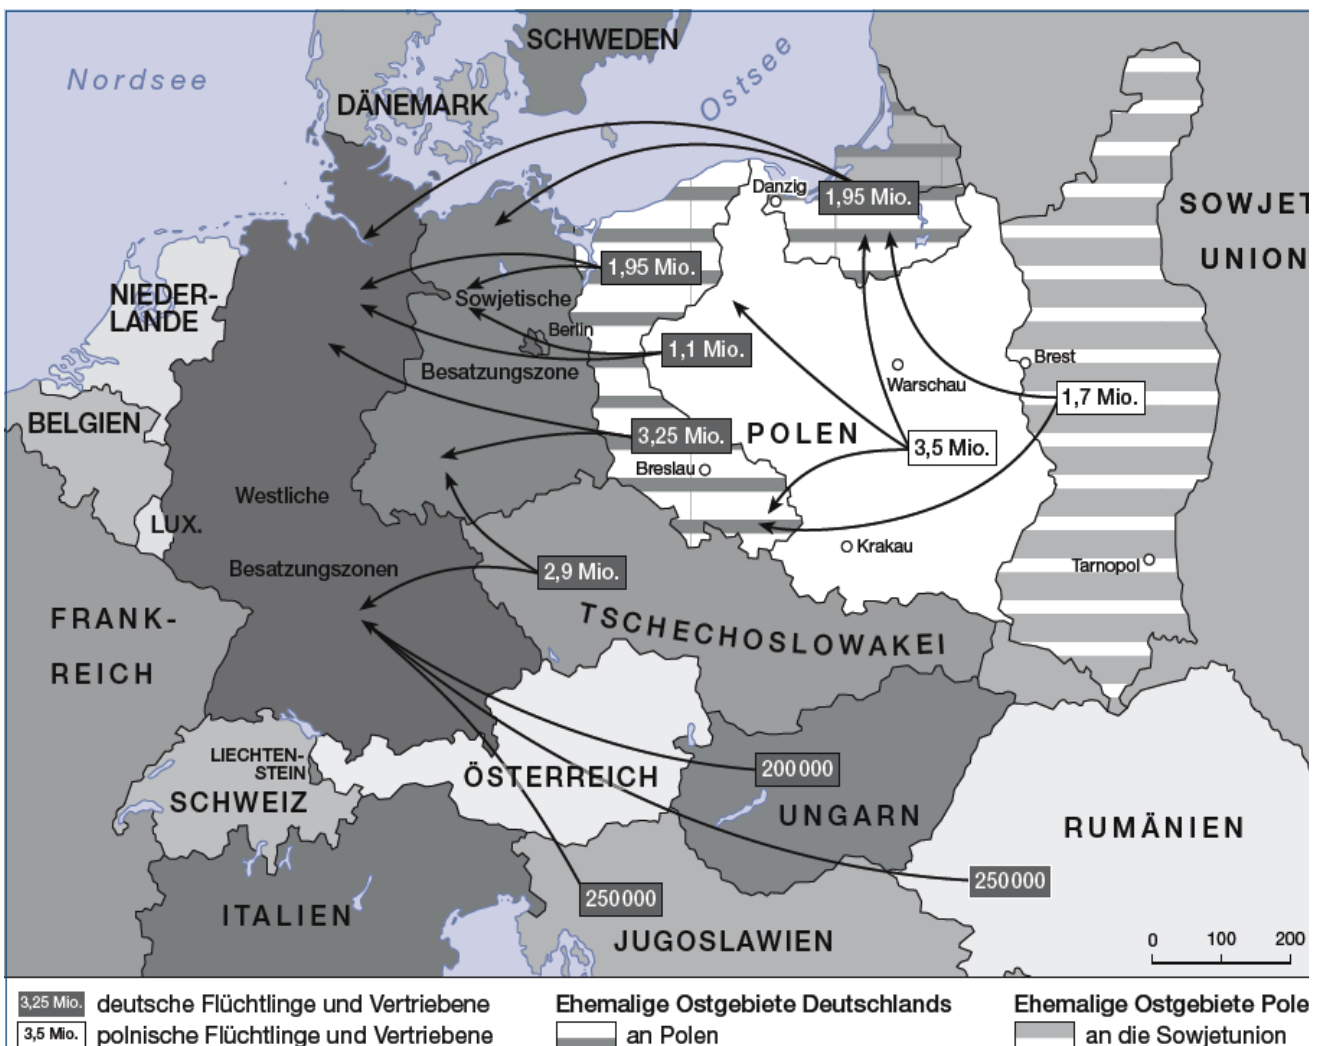 SCHWEDEN
Nordsee
Ostsee
DÄNEMARK
Danzig
1,95 Mio.
SOWJET
UNION
1,95 Mio.
NIEDER-
LANDE
Sowjetische
Berlin
1,1 Mio.
Brest
Besatzungszone
Warschau
1,7 Mio.
BELGIEN
3,25 Mio.
POLEN
3,5 Mio.
Breslau
Westliche
LUX.
Krakau
Tarnopol
Besatzungszonen
2,9 Mio.
FRANK-
REICH
TSCHECHOSLOWAKEI
LIECHTEN-
STEIN
SCHWEIZ
ÖSTERREICH
200 000
UNGARN
RUMÄNIEN
250 000
250 000
ITALIEN
JUGOSLAWIEN
0 100 200
3,25 Mio. deutsche Flüchtlinge und Vertriebene
3,5 Mio. polnische Flüchtlinge und Vertriebene
Ehemalige Ostgebiete Deutschlands
an Polen
Ehemalige Ostgebiete Pole
an die Sowjetunion